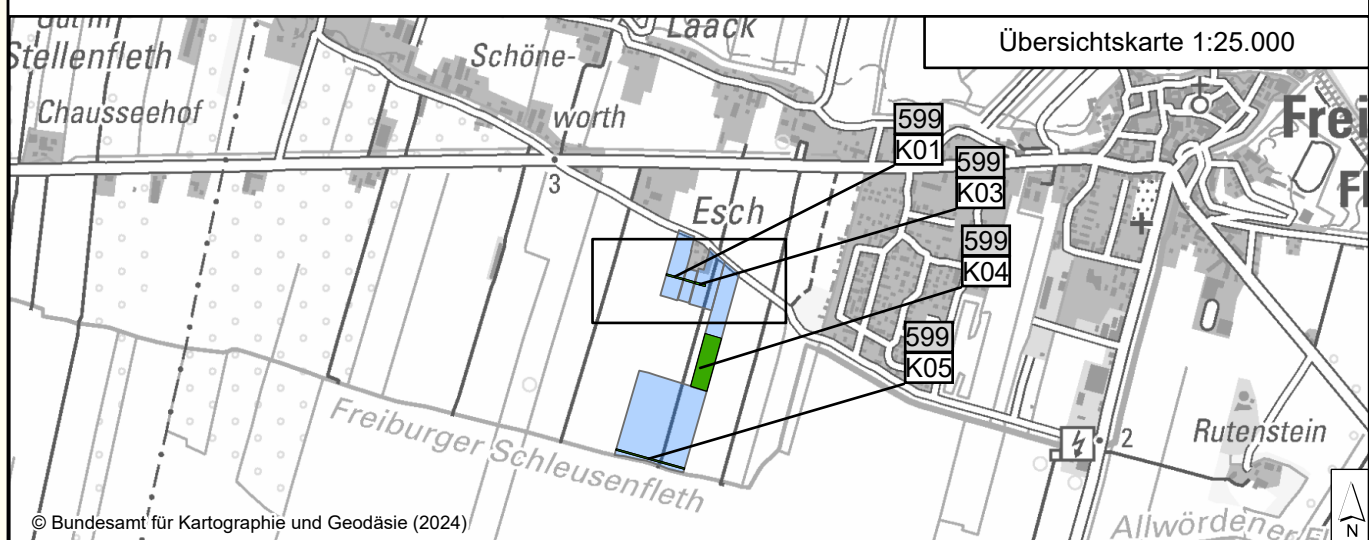 Übersichtskarte 1:25.000
Stellenfleth
Chausseehof
Schöne-
worth
Laack
599
K01
599
K03
599
K04
599
K05
3
Esch
2
Rutenstein
Freiburger Schleusenfleth
Allwördener
N
© Bundesamt für Kartographie und Geodäsie (2024)